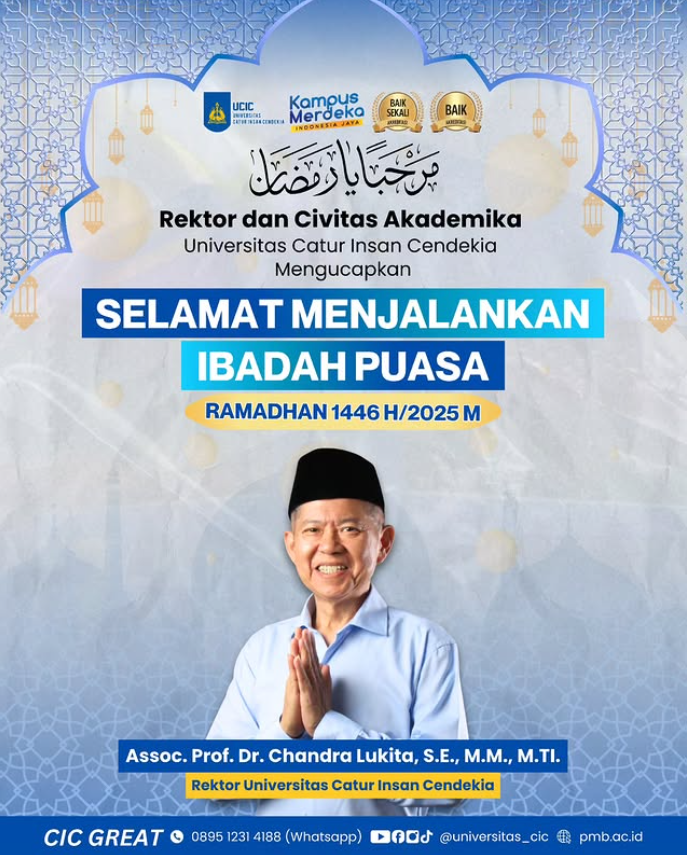 UCIC
UNIVERSITAS
CATUR INSAN CENDEKIA
Kampus
Merdeka
INDONESIA JAYA
BAIK
SEKALI
BAIK
مرحبا يا رمضان
Rektor dan Civitas Akademika
Universitas Catur Insan Cendekia
Mengucapkan
SELAMAT MENJALANKAN
IBADAH PUASA
RAMADHAN 1446 H/2025 M
Assoc. Prof. Dr. Chandra Lukita, S.E., M.M., M.TI.
Rektor Universitas Catur Insan Cendekia
CIC GREAT 0895 1231 4188 (Whatsapp) @universitas_cic pmb.ac.id